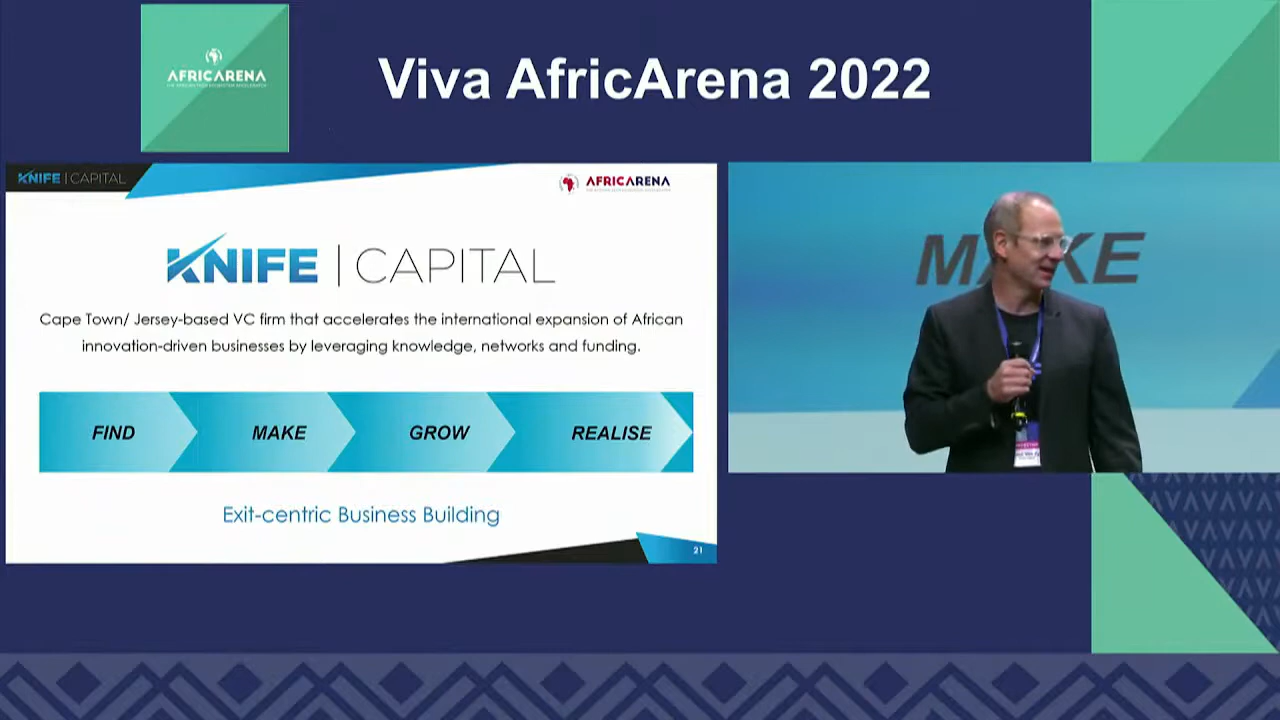 AFRICARENA
Viva AfricArena 2022
KNIFE | CAPITAL
AFRICARENA
KNIFE | CAPITAL
Cape Town/ Jersey-based VC firm that accelerates the international expansion of African
innovation-driven businesses by leveraging knowledge, networks and funding.
FIND
MAKE
GROW
REALISE
Exit-centric Business Building
21